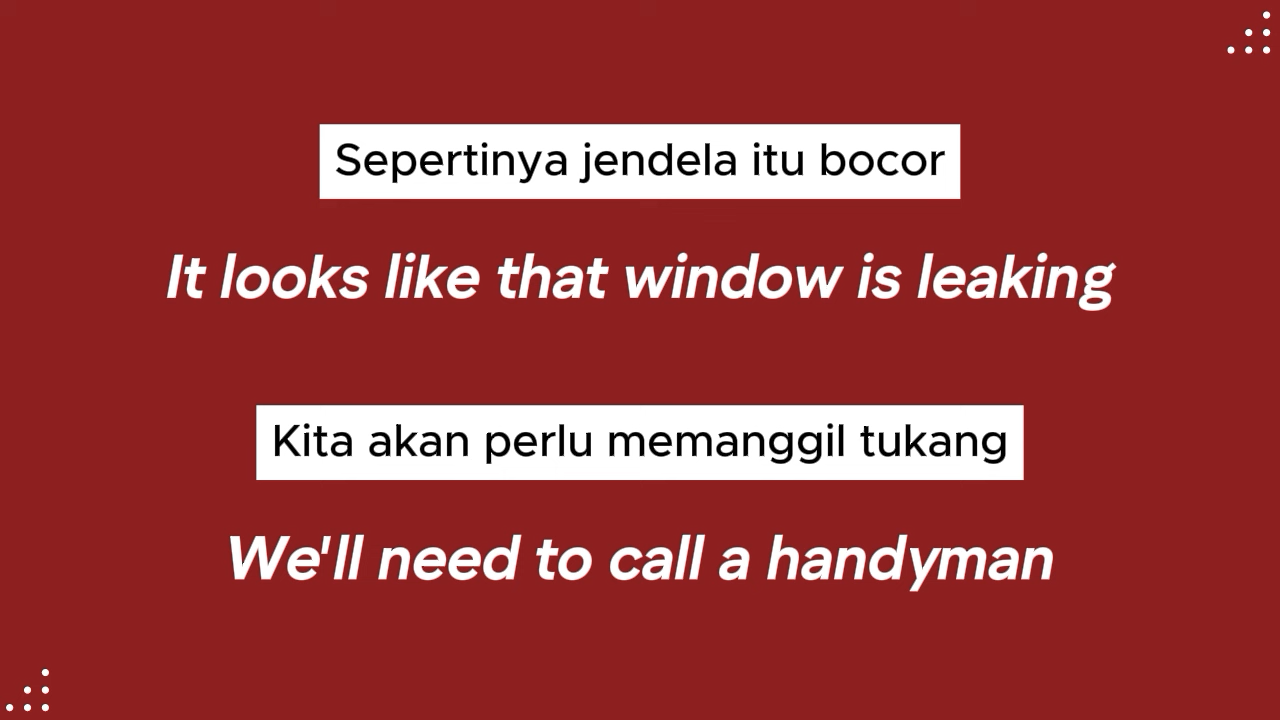 Sepertinya jendela itu bocor
It looks like that window is leaking
Kita akan perlu memanggil tukang
We'll need to call a handyman